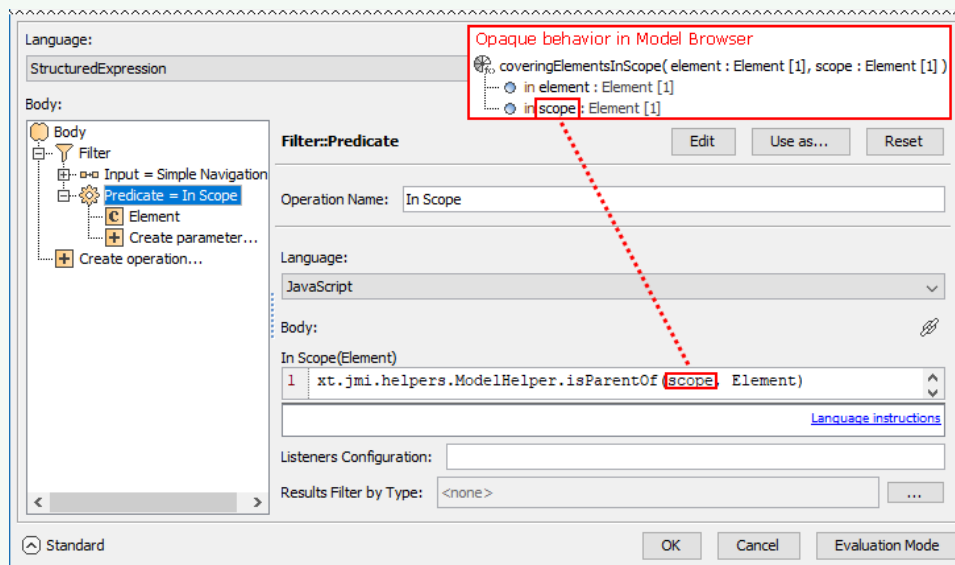 Language:
StructuredExpression
Opaque behavior in Model Browser
coveringElementsInScope( element : Element [1], scope : Element [1] )
in element : Element [1]
in scope : Element [1]
Body:
Body
Filter
Input = Simple Navigation
Predicate = In Scope
Element
Create parameter...
Create operation...
Filter::Predicate
Edit
Use as...
Reset
Operation Name:
In Scope
Language:
JavaScript
Body:
In Scope(Element)
1 xt.jmi.helpers.ModelHelper.isParentOf(scope, Element)
Language instructions
Listeners Configuration:
Results Filter by Type:
<none>
...
Standard
OK
Cancel
Evaluation Mode